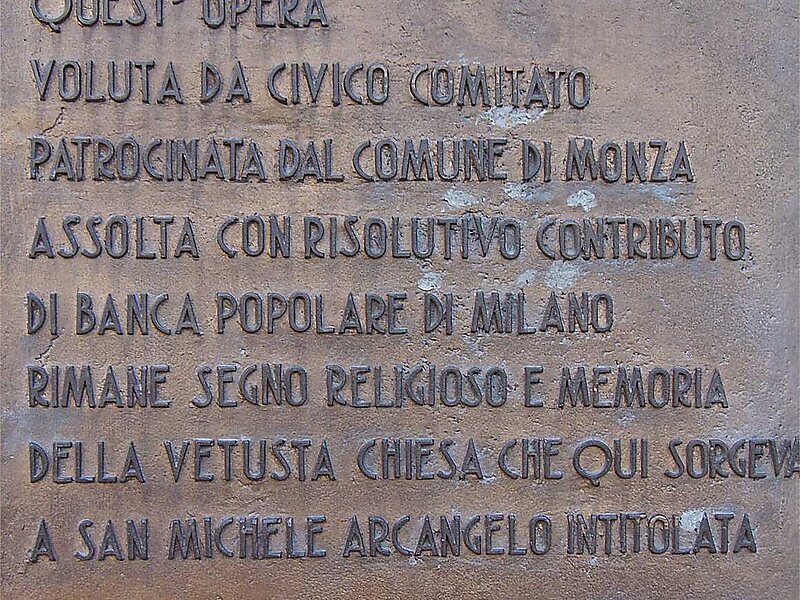 QUEST' OPERA
VOLUTA DA CIVICO COMITATO
PATROCINATA DAL COMUNE DI MONZA
ASSOLTA CON RISOLUTIVO CONTRIBUTO
DI BANCA POPOLARE DI MILANO
RIMANE SEGNO RELIGIOSO E MEMORIA
DELLA VETUSTA CHIESA CHE QUI SORGEVA
A SAN MICHELE ARCANGELO INTITOLATA